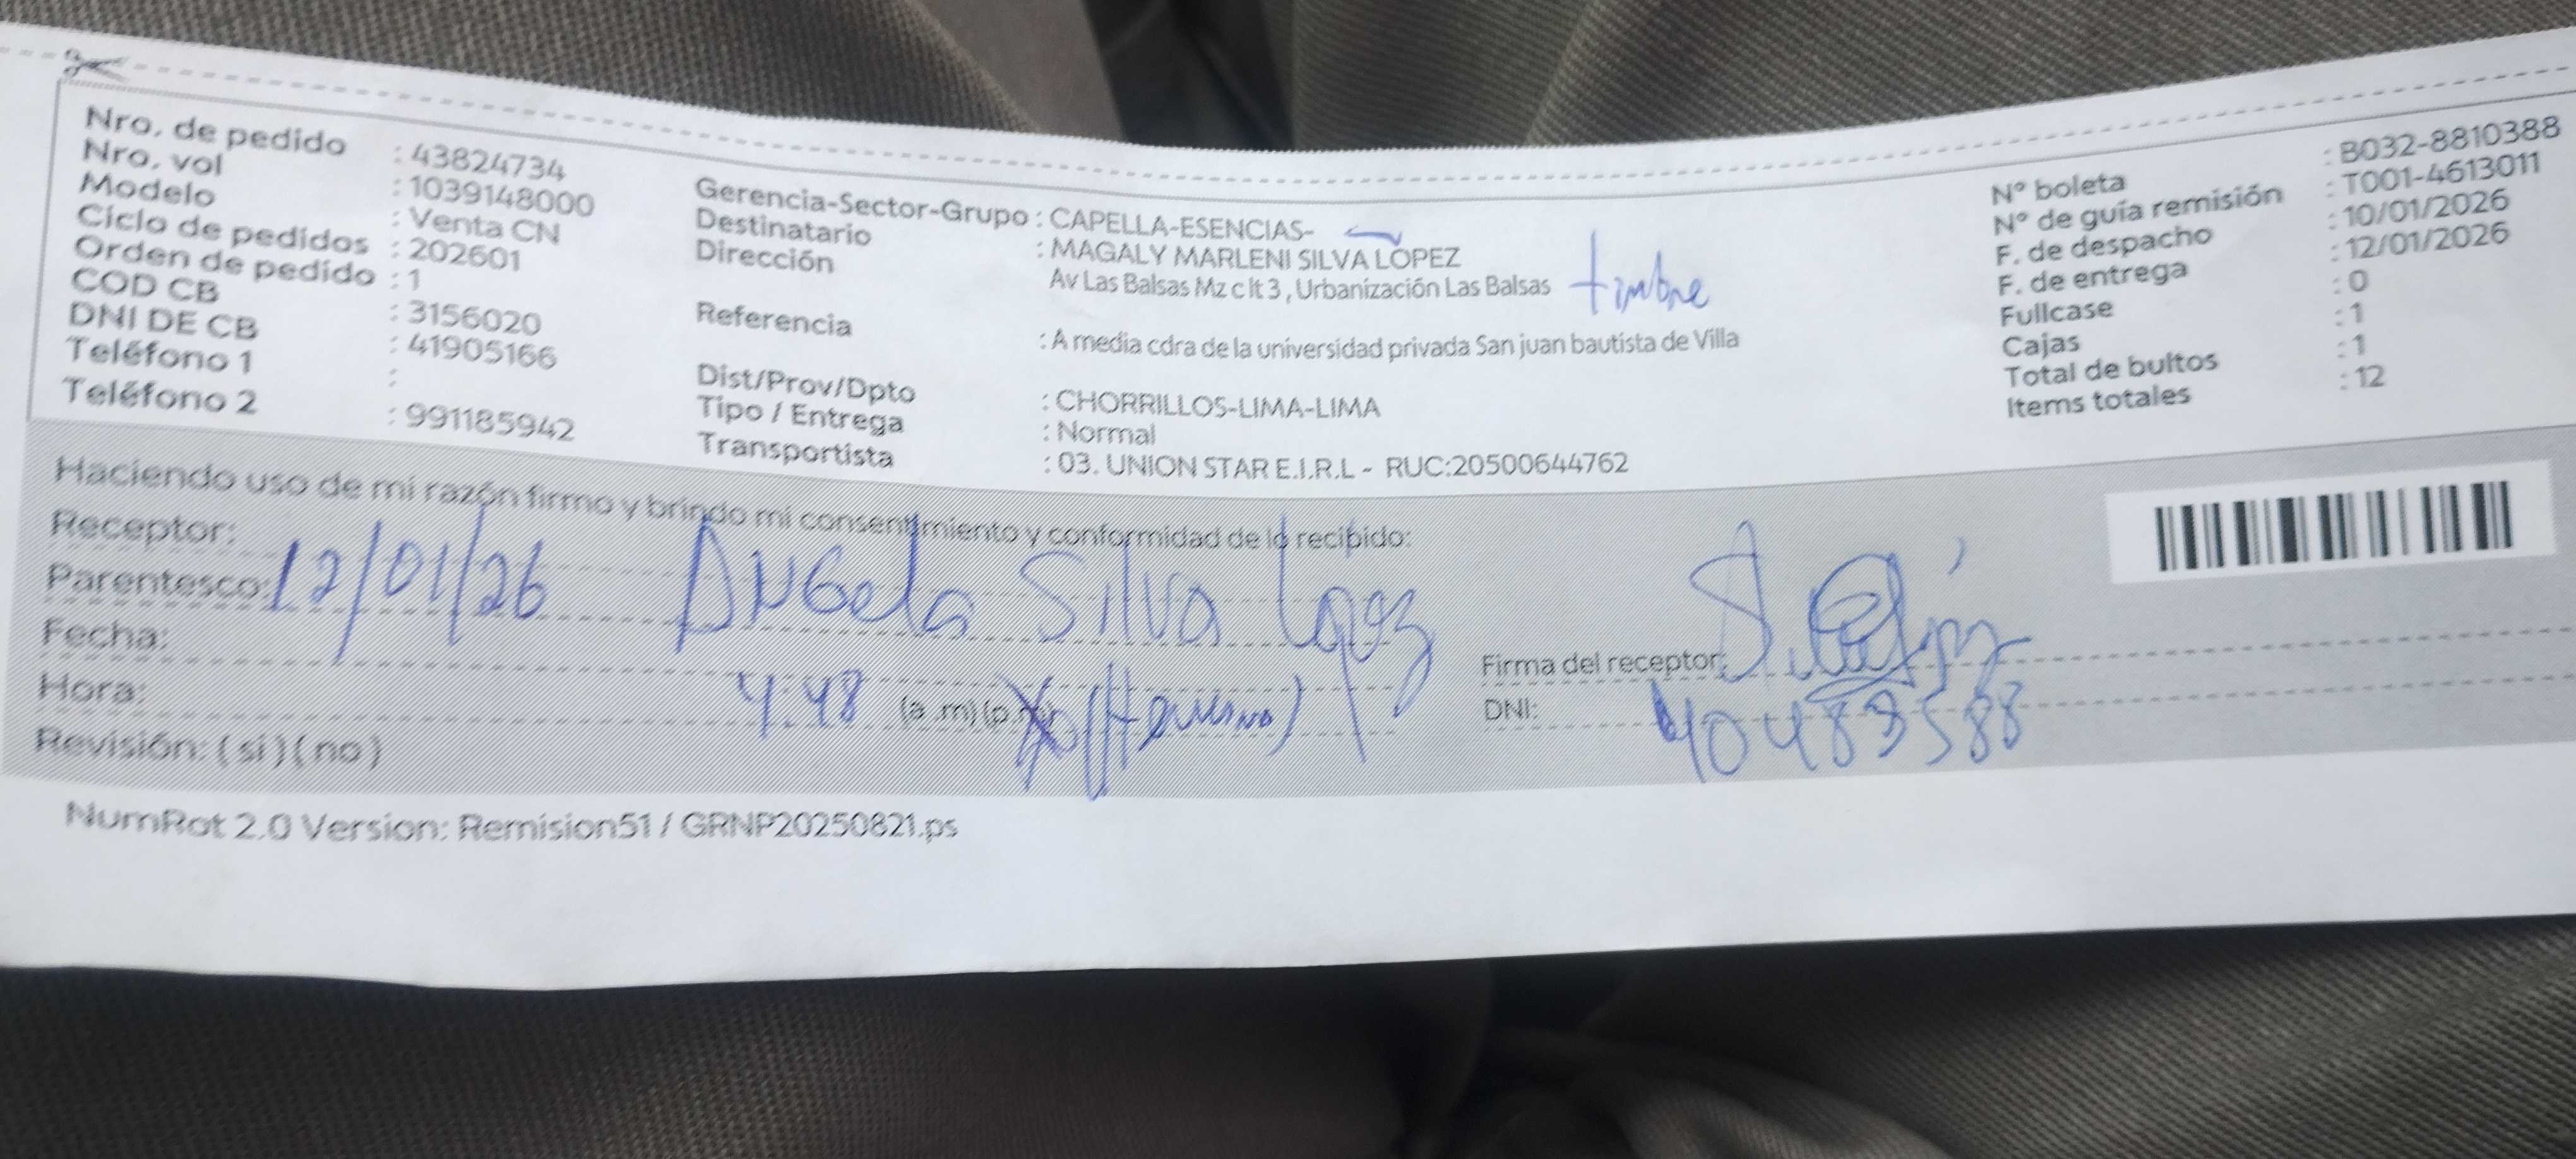 Nro. de pedido : 43824734
Nro. vol : 1039148000
Modelo : Venta CN
Ciclo de pedidos : 202601
Orden de pedido : 1
COD CB : 3156020
DNI DE CB : 41905166
Teléfono 1 :
Teléfono 2 : 991185942
Gerencia-Sector-Grupo : CAPELLA-ESENCIAS-
Destinatario : MAGALY MARLENI SILVA LÓPEZ
Dirección Av Las Balsas Mz c lt 3 , Urbanización Las Balsas timbre
Referencia : A media cdra de la universidad privada San juan bautista de Villa
Dist/Prov/Dpto : CHORRILLOS-LIMA-LIMA
Tipo / Entrega : Normal
Transportista : 03. UNION STAR E.I.R.L - RUC:20500644762
N° boleta : B032-8810388
N° de guía remisión : T001-4613011
F. de despacho : 10/01/2026
F. de entrega : 12/01/2026
Fullcase : 0
Cajas : 1
Total de bultos : 1
Items totales : 12
Haciendo uso de mi razón firmo y brindo mi consentimiento y conformidad de lo recibido:
Receptor:
Parentesco: 12/01/26 ANGela Silva Lopez
Fecha:
Hora: 4:48 (a .m) (p.m)
Revisión: ( si ) ( no )
Firma del receptor:
DNI: 40483588
NumRot 2.0 Version: Remision51 / GRNP20250821.ps